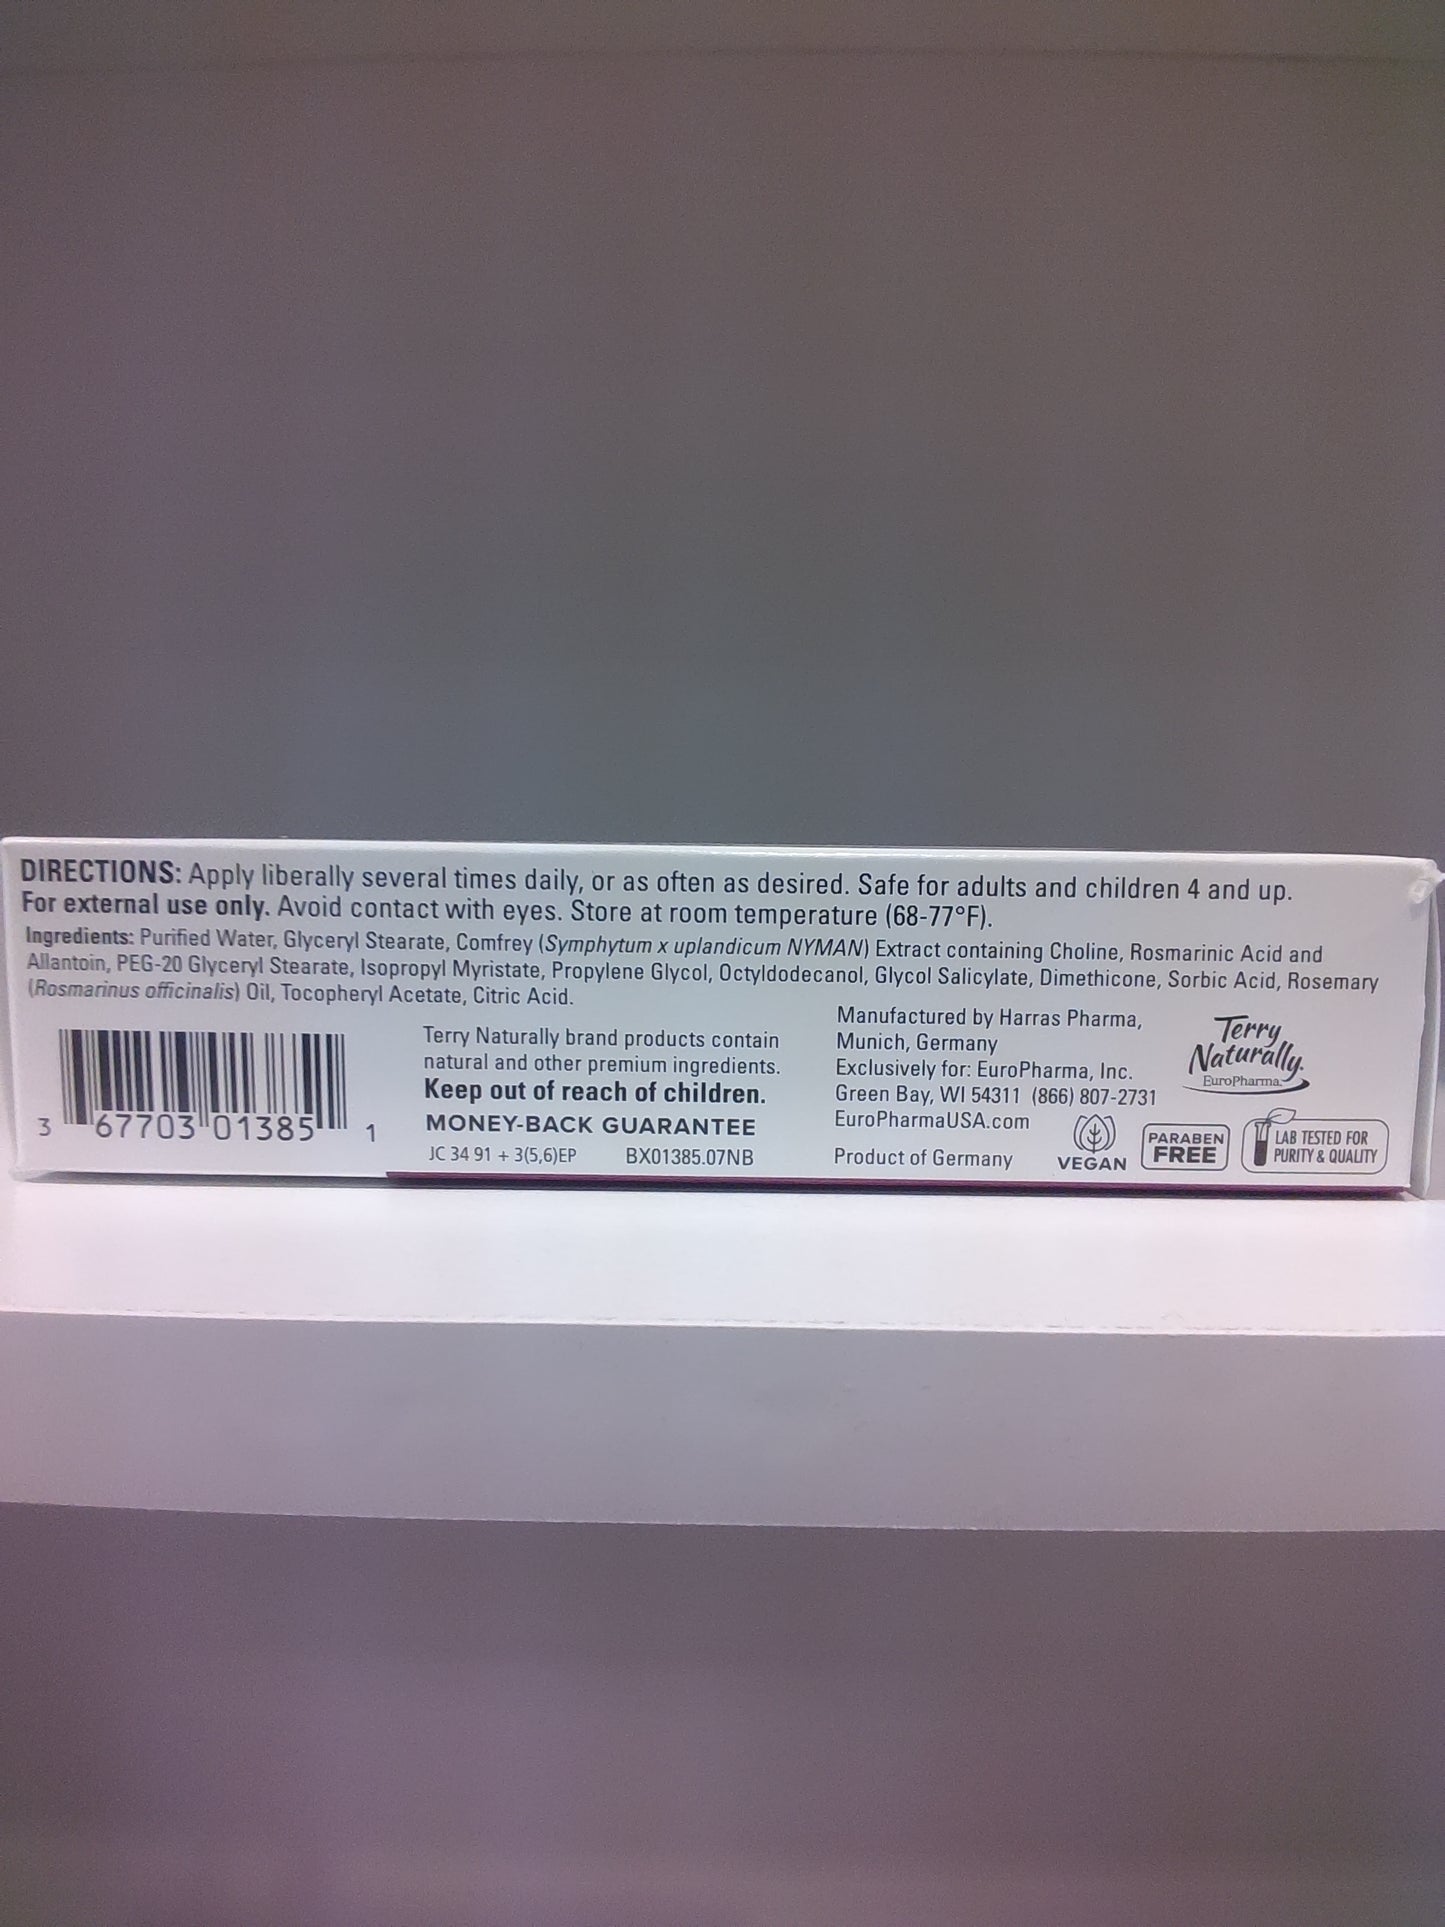 DIRECTIONS: Apply liberally several times daily, or as often as desired. Safe for adults and children 4 and up.
For external use only. Avoid contact with eyes. Store at room temperature (68-77°F).
Ingredients: Purified Water, Glyceryl Stearate, Comfrey (Symphytum x uplandicum NYMAN) Extract containing Choline, Rosmarinic Acid and
Allantoin, PEG-20 Glyceryl Stearate, Isopropyl Myristate, Propylene Glycol, Octyldodecanol, Glycol Salicylate, Dimethicone, Sorbic Acid, Rosemary
(Rosmarinus officinalis) Oil, Tocopheryl Acetate, Citric Acid.
3 67703 01385 1
Terry Naturally brand products contain
natural and other premium ingredients.
Keep out of reach of children.
MONEY-BACK GUARANTEE
JC 34 91 + 3(5,6)EP BX01385.07NB
Manufactured by Harras Pharma,
Munich, Germany
Exclusively for: EuroPharma, Inc.
Green Bay, WI 54311 (866) 807-2731
EuroPharmaUSA.com
Product of Germany
Terry
Naturally.
EuroPharma.
VEGAN
PARABEN
FREE
LAB TESTED FOR
PURITY & QUALITY